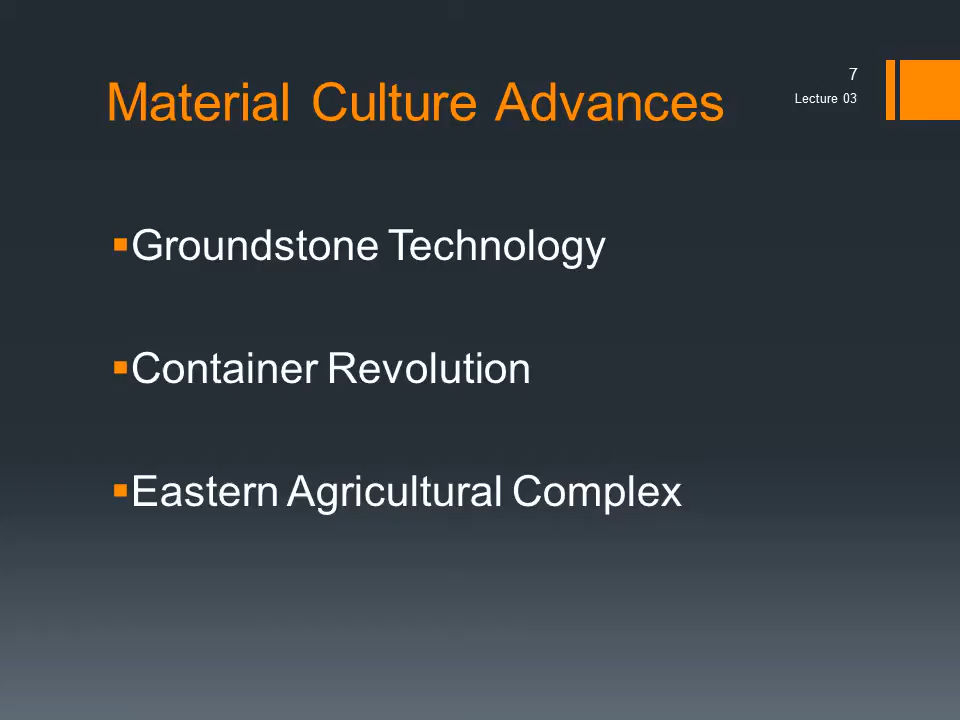 7
Material Culture Advances
Lecture 03
▪Groundstone Technology
▪Container Revolution
▪Eastern Agricultural Complex